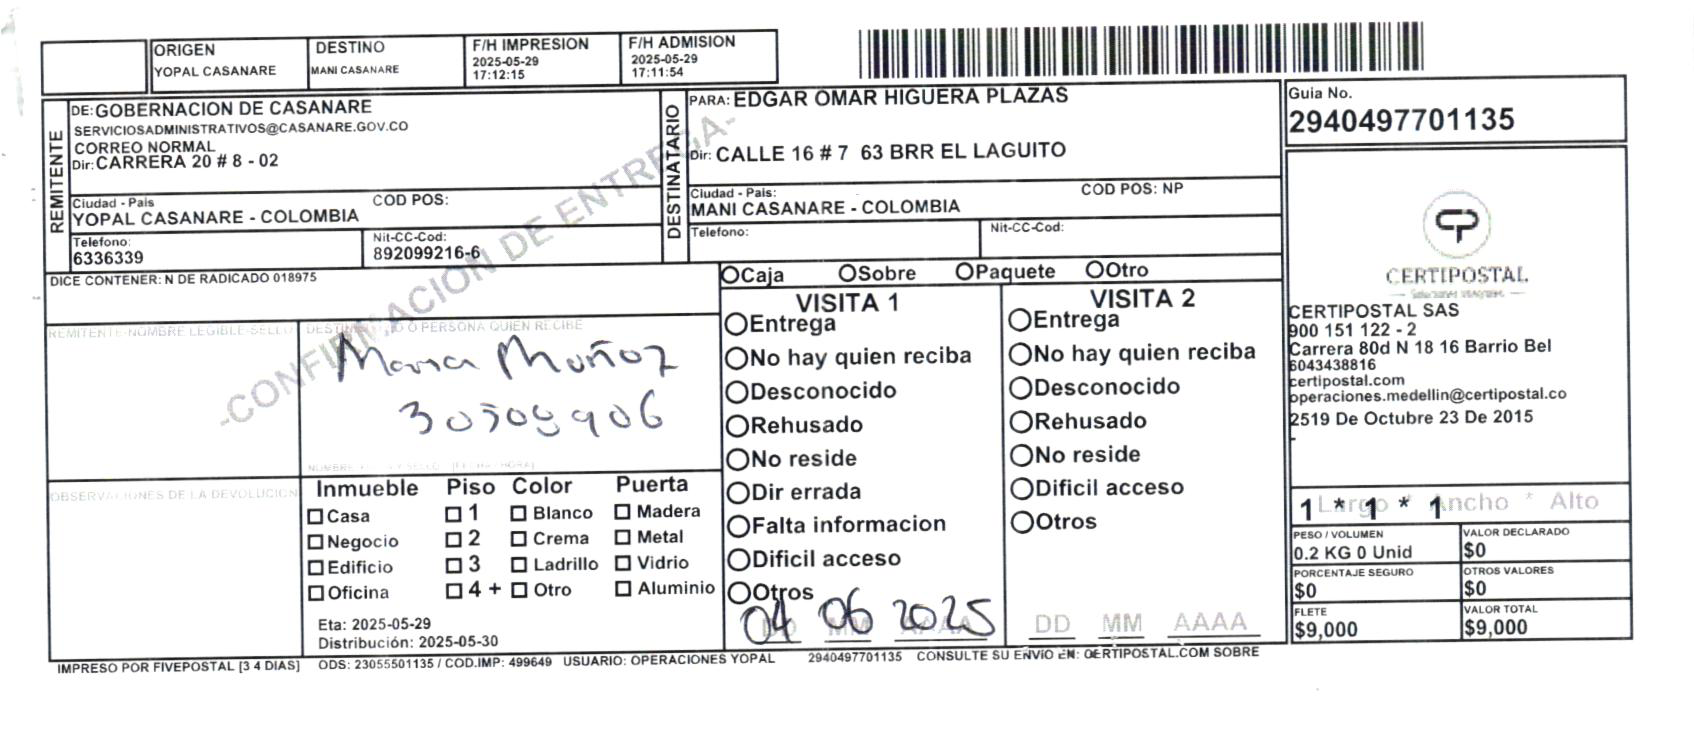 ORIGEN
YOPAL CASANARE
DESTINO
MANI CASANARE
F/H IMPRESION
2025-05-29
17:12:15
F/H ADMISION
2025-05-29
17:11:54
REMITENTE
DE: GOBERNACION DE CASANARE
SERVICIOSADMINISTRATIVOS@CASANARE.GOV.CO
CORREO NORMAL
Dir: CARRERA 20 # 8 - 02
Ciudad - Pais
COD POS:
YOPAL CASANARE - COLOMBIA
Telefono:
6336339
Nit-CC-Cod:
892099216-6
DESTINATARIO
PARA: EDGAR OMAR HIGUERA PLAZAS
Dir: CALLE 16 # 7 63 BRR EL LAGUITO
Ciudad - Pais:
COD POS: NP
MANI CASANARE - COLOMBIA
Telefono:
Nit-CC-Cod:
Guia No.
2940497701135
DICE CONTENER: N DE RADICADO 018975
-CONFIRMACION DE ENTREGA-
REMITENTE-NOMBRE LEGIBLE-SELLO
DESTINATARIO O PERSONA QUIEN RECIBE
Maria Muñoz
NOMBRE
OBSERVACIONES DE LA DEVOLUCION
Inmueble Piso Color Puerta
Casa 1 Blanco Madera
Negocio 2 Crema Metal
Edificio 3 Ladrillo Vidrio
Oficina 4 + Otro Aluminio
Eta: 2025-05-29
Distribución: 2025-05-30
Caja Sobre Paquete Otro
VISITA 1
Entrega
No hay quien reciba
Desconocido
Rehusado
No reside
Dir errada
Falta informacion
Dificil acceso
Otros
04 06 2025
DD MM AAAA
VISITA 2
Entrega
No hay quien reciba
Desconocido
Rehusado
No reside
Dificil acceso
Otros
DD MM AAAA
CERTIPOSTAL
CERTIPOSTAL SAS
900 151 122 - 2
Carrera 80d N 18 16 Barrio Bel
6043438816
certipostal.com
operaciones.medellin@certipostal.co
2519 De Octubre 23 De 2015
-
1 * 1 * 1
Largo * Ancho * Alto
PESO / VOLUMEN
0.2 KG 0 Unid
VALOR DECLARADO
$0
PORCENTAJE SEGURO
$0
OTROS VALORES
$0
FLETE
$9,000
VALOR TOTAL
$9,000
IMPRESO POR FIVEPOSTAL [3 4 DIAS] ODS: 23055501135 / COD.IMP: 499649 USUARIO: OPERACIONES YOPAL 2940497701135 CONSULTE SU ENVIO EN: CERTIPOSTAL.COM SOBRE